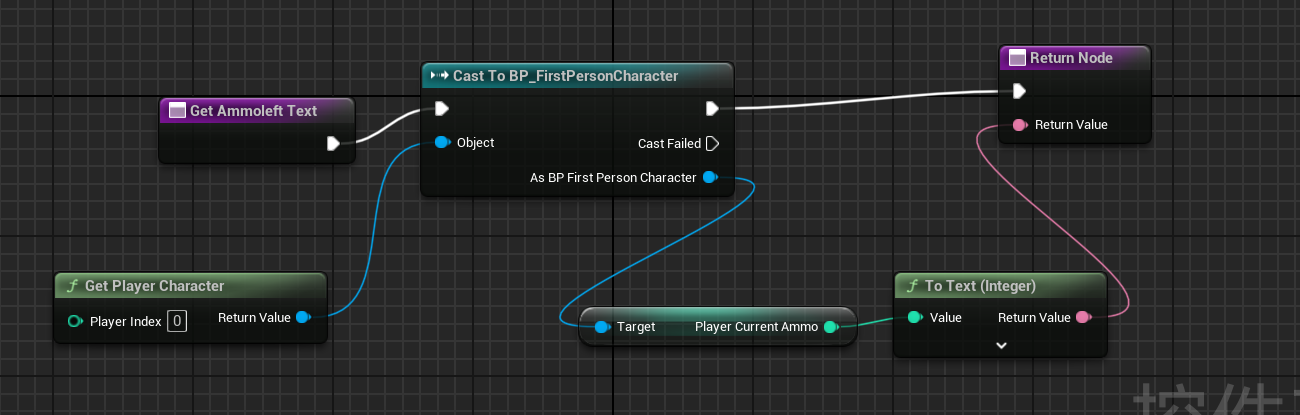 Get Ammoleft Text
Cast To BP_FirstPersonCharacter
Object
Cast Failed
As BP First Person Character
Return Node
Return Value
f Get Player Character
Player Index 0
Return Value
Target
Player Current Ammo
f To Text (Integer)
Value
Return Value
控件